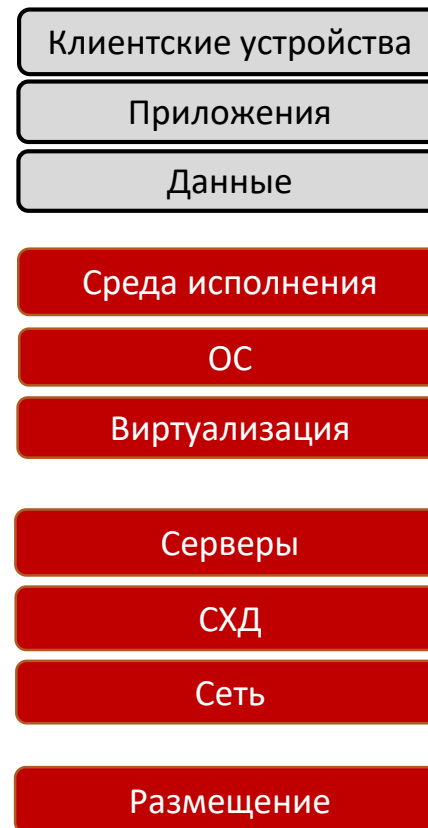 Клиентские устройства
Приложения
Данные
Среда исполнения
ОС
Виртуализация
Серверы
СХД
Сеть
Размещение